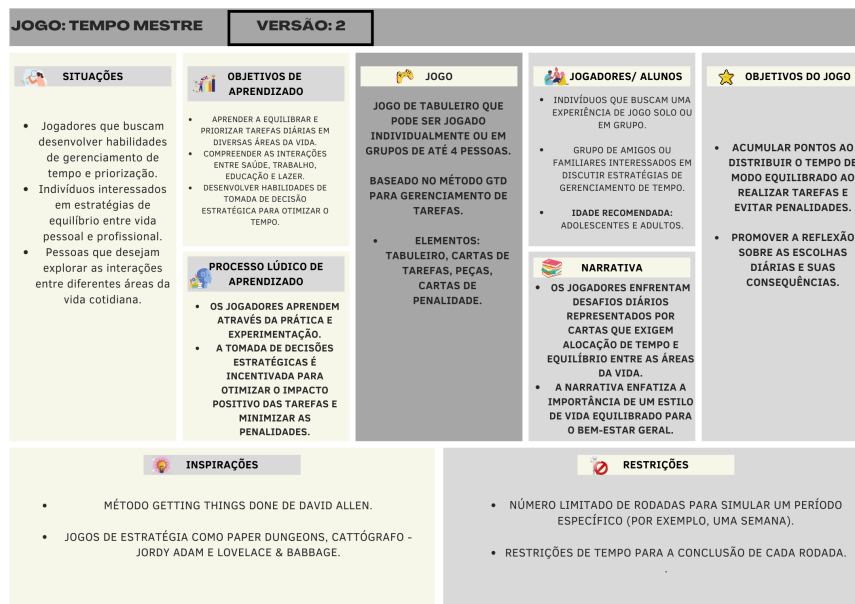 JOGO: TEMPO MESTRE
VERSÃO: 2
SITUAÇÕES
• Jogadores que buscam
desenvolver habilidades
de gerenciamento de
tempo e priorização.
• Indivíduos interessados
em estratégias de
equilíbrio entre vida
pessoal e profissional.
• Pessoas que desejam
explorar as interações
entre diferentes áreas da
vida cotidiana.
OBJETIVOS DE
APRENDIZADO
• APRENDER A EQUILIBRAR E
PRIORIZAR TAREFAS DIÁRIAS EM
DIVERSAS ÁREAS DA VIDA.
• COMPREENDER AS INTERAÇÕES
ENTRE SAÚDE, TRABALHO,
EDUCAÇÃO E LAZER.
• DESENVOLVER HABILIDADES DE
TOMADA DE DECISÃO
ESTRATÉGICA PARA OTIMIZAR O
TEMPO.
PROCESSO LÚDICO DE
APRENDIZADO
• OS JOGADORES APRENDEM
ATRAVÉS DA PRÁTICA E
EXPERIMENTAÇÃO.
• A TOMADA DE DECISÕES
ESTRATÉGICAS É
INCENTIVADA PARA
OTIMIZAR O IMPACTO
POSITIVO DAS TAREFAS E
MINIMIZAR AS
PENALIDADES.
JOGO
JOGO DE TABULEIRO QUE
PODE SER JOGADO
INDIVIDUALMENTE OU EM
GRUPOS DE ATÉ 4 PESSOAS.
BASEADO NO MÉTODO GTD
PARA GERENCIAMENTO DE
TAREFAS.
• ELEMENTOS:
TABULEIRO, CARTAS DE
TAREFAS, PEÇAS,
CARTAS DE
PENALIDADE.
JOGADORES/ ALUNOS
• INDIVÍDUOS QUE BUSCAM UMA
EXPERIÊNCIA DE JOGO SOLO OU
EM GRUPO.
• GRUPO DE AMIGOS OU
FAMILIARES INTERESSADOS EM
DISCUTIR ESTRATÉGIAS DE
GERENCIAMENTO DE TEMPO.
• IDADE RECOMENDADA:
ADOLESCENTES E ADULTOS.
NARRATIVA
• OS JOGADORES ENFRENTAM
DESAFIOS DIÁRIOS
REPRESENTADOS POR
CARTAS QUE EXIGEM
ALOCAÇÃO DE TEMPO E
EQUILÍBRIO ENTRE AS ÁREAS
DA VIDA.
• A NARRATIVA ENFATIZA A
IMPORTÂNCIA DE UM ESTILO
DE VIDA EQUILIBRADO PARA
O BEM-ESTAR GERAL.
OBJETIVOS DO JOGO
• ACUMULAR PONTOS AO
DISTRIBUIR O TEMPO DE
MODO EQUILIBRADO AO
REALIZAR TAREFAS E
EVITAR PENALIDADES.
• PROMOVER A REFLEXÃO
SOBRE AS ESCOLHAS
DIÁRIAS E SUAS
CONSEQUÊNCIAS.
INSPIRAÇÕES
• MÉTODO GETTING THINGS DONE DE DAVID ALLEN.
• JOGOS DE ESTRATÉGIA COMO PAPER DUNGEONS, CATTÓGRAFO -
JORDY ADAM E LOVELACE & BABBAGE.
RESTRIÇÕES
• NÚMERO LIMITADO DE RODADAS PARA SIMULAR UM PERÍODO
ESPECÍFICO (POR EXEMPLO, UMA SEMANA).
• RESTRIÇÕES DE TEMPO PARA A CONCLUSÃO DE CADA RODADA.
.